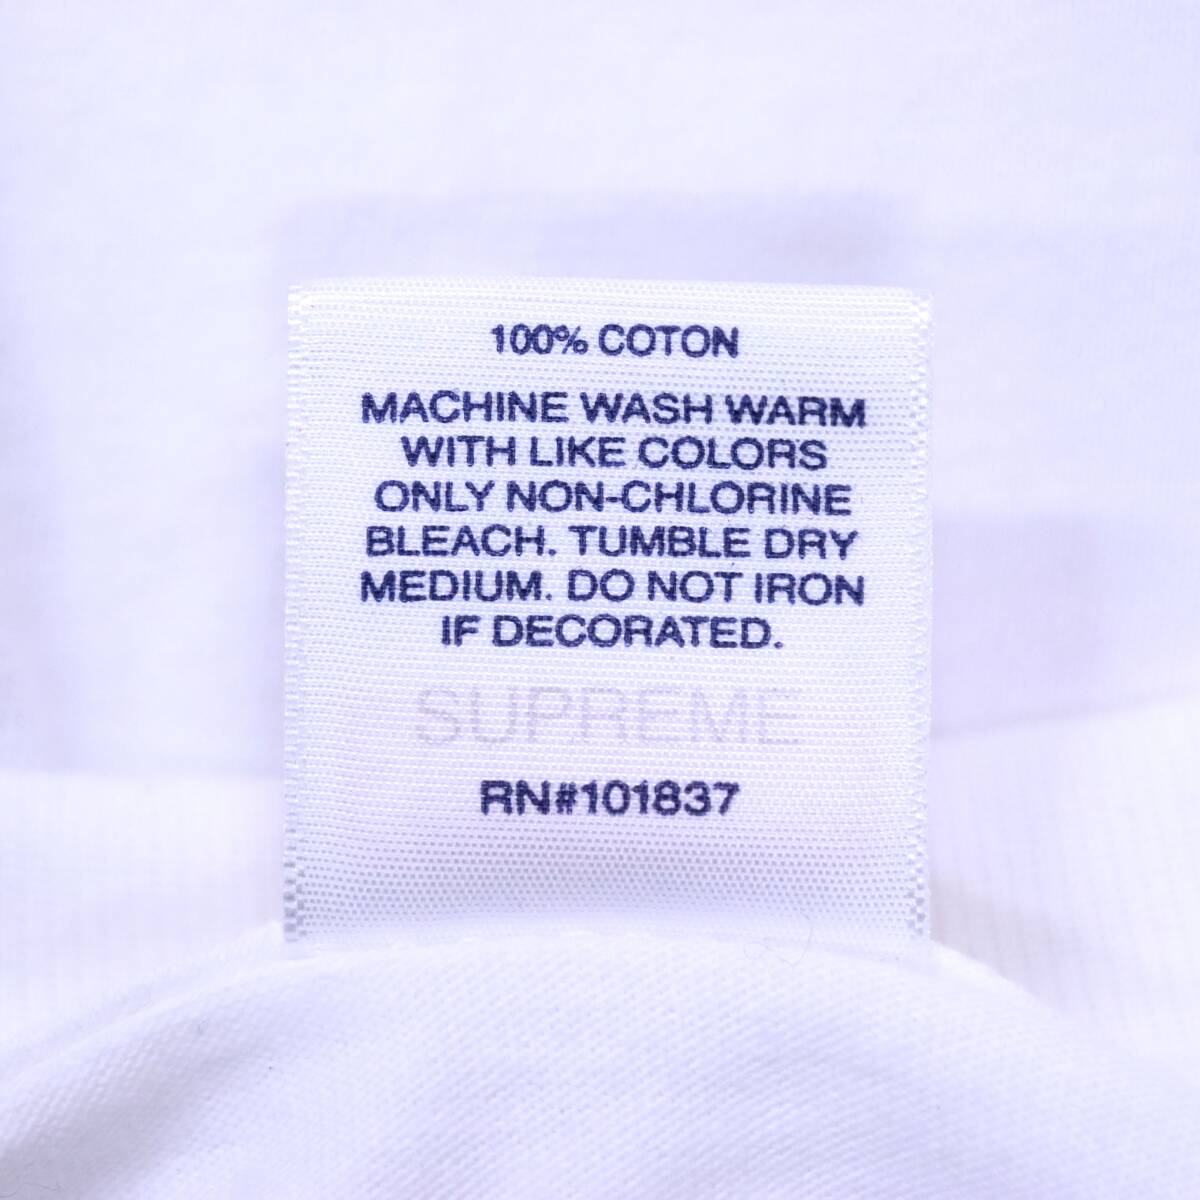 100% COTON
MACHINE WASH WARM
WITH LIKE COLORS
ONLY NON-CHLORINE
BLEACH. TUMBLE DRY
MEDIUM. DO NOT IRON
IF DECORATED.
SUPREME
RN#101837